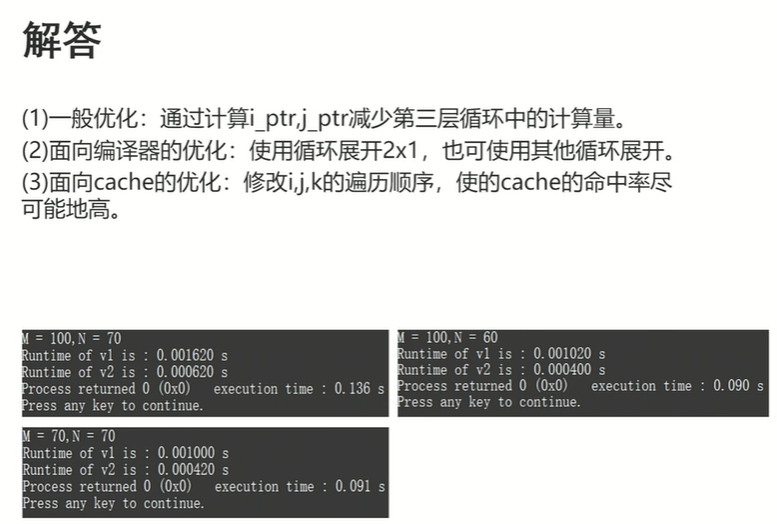 解答
(1)一般优化：通过计算i_ptr,j_ptr减少第三层循环中的计算量。
(2)面向编译器的优化：使用循环展开2x1，也可使用其他循环展开。
(3)面向cache的优化：修改i,j,k的遍历顺序，使的cache的命中率尽
可能地高。
M = 100,N = 70
Runtime of v1 is : 0.001620 s
Runtime of v2 is : 0.000620 s
Process returned 0 (0x0)   execution time : 0.136 s
Press any key to continue.
M = 100,N = 60
Runtime of v1 is : 0.001020 s
Runtime of v2 is : 0.000400 s
Process returned 0 (0x0)   execution time : 0.090 s
Press any key to continue.
M = 70,N = 70
Runtime of v1 is : 0.001000 s
Runtime of v2 is : 0.000420 s
Process returned 0 (0x0)   execution time : 0.091 s
Press any key to continue.